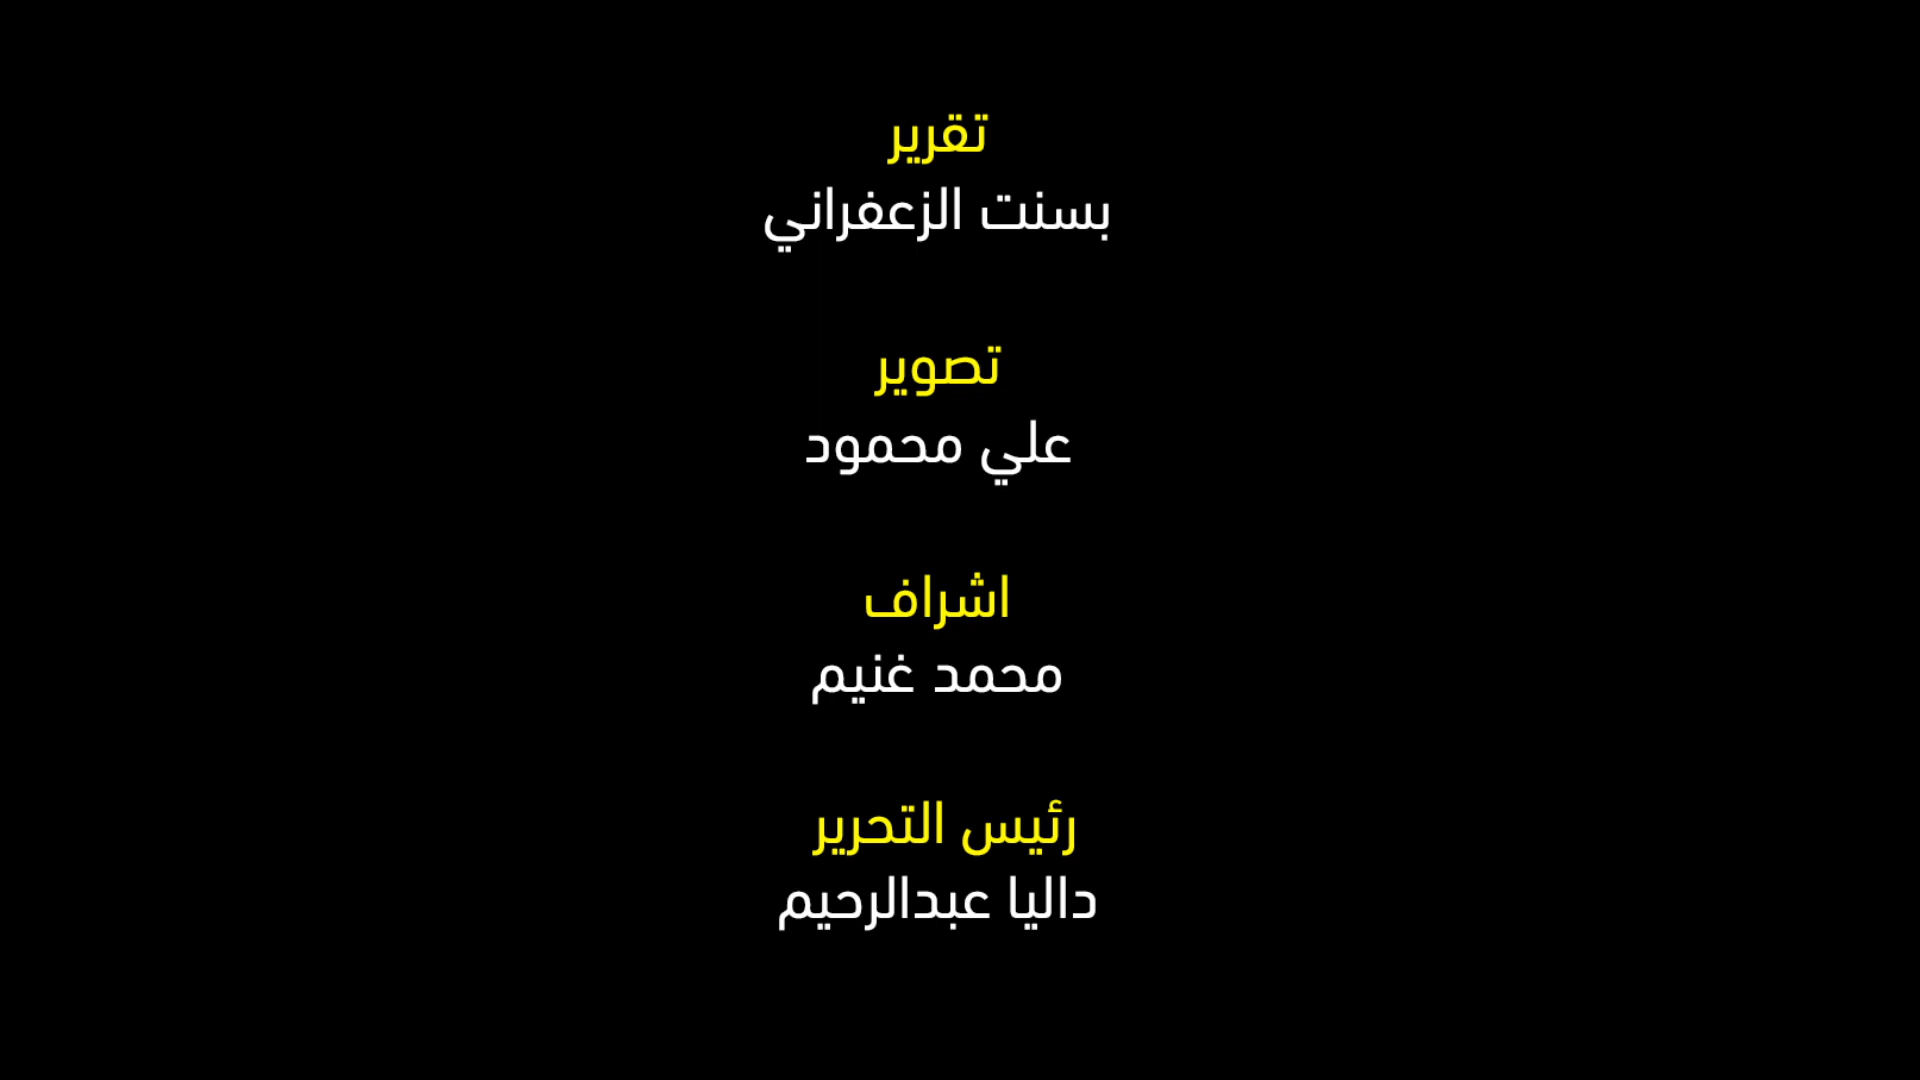 تقرير
بسنت الزعفراني
تصوير
علي محمود
اشراف
محمد غنيم
رئيس التحرير
داليا عبدالرحيم